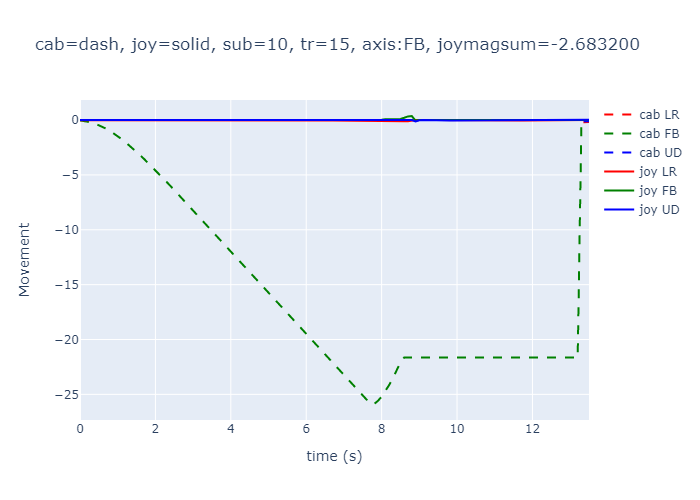 cab=dash, joy=solid, sub=10, tr=15, axis:FB, joymagsum=-2.683200
cab LR
cab FB
cab UD
joy LR
joy FB
joy UD
Movement
0
−5
−10
−15
−20
−25
0 2 4 6 8 10 12
time (s)